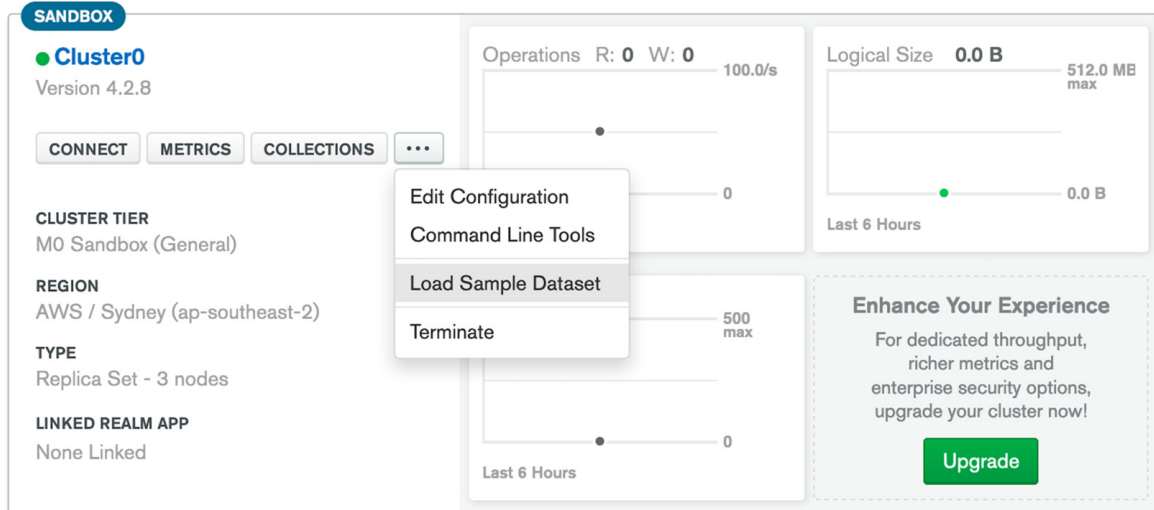 SANDBOX
Cluster0
Version 4.2.8
CONNECT
METRICS
COLLECTIONS
...
Edit Configuration
Command Line Tools
Load Sample Dataset
Terminate
CLUSTER TIER
M0 Sandbox (General)
REGION
AWS / Sydney (ap-southeast-2)
TYPE
Replica Set - 3 nodes
LINKED REALM APP
None Linked
Operations R: 0 W: 0
100.0/s
0
Logical Size 0.0 B
512.0 MB
max
0.0 B
Last 6 Hours
500
max
0
Last 6 Hours
Enhance Your Experience
For dedicated throughput,
richer metrics and
enterprise security options,
upgrade your cluster now!
Upgrade